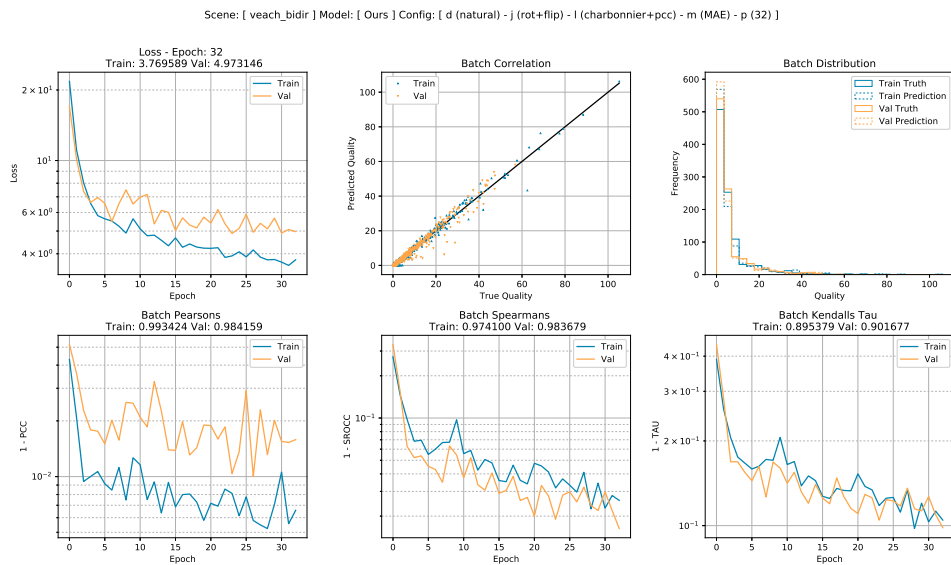 Scene: [ veach_bidir ] Model: [ Ours ] Config: [ d (natural) - j (rot+flip) - l (charbonnier+pcc) - m (MAE) - p (32) ]
Loss - Epoch: 32
Train: 3.769589 Val: 4.973146
Train
Val
2 × 10¹
10¹
6 × 10⁰
4 × 10⁰
Loss
0 5 10 15 20 25 30
Epoch
Batch Correlation
Train
Val
100
80
60
40
20
0
Predicted Quality
0 20 40 60 80 100
True Quality
Batch Distribution
Train Truth
Train Prediction
Val Truth
Val Prediction
600
500
400
300
200
100
0
Frequency
0 20 40 60 80 100
Quality
Batch Pearsons
Train: 0.993424 Val: 0.984159
Train
Val
10⁻²
1 - PCC
0 5 10 15 20 25 30
Epoch
Batch Spearmans
Train: 0.974100 Val: 0.983679
Train
Val
10⁻¹
1 - SROCC
0 5 10 15 20 25 30
Epoch
Batch Kendalls Tau
Train: 0.895379 Val: 0.901677
Train
Val
4 × 10⁻¹
3 × 10⁻¹
2 × 10⁻¹
10⁻¹
1 - TAU
0 5 10 15 20 25 30
Epoch